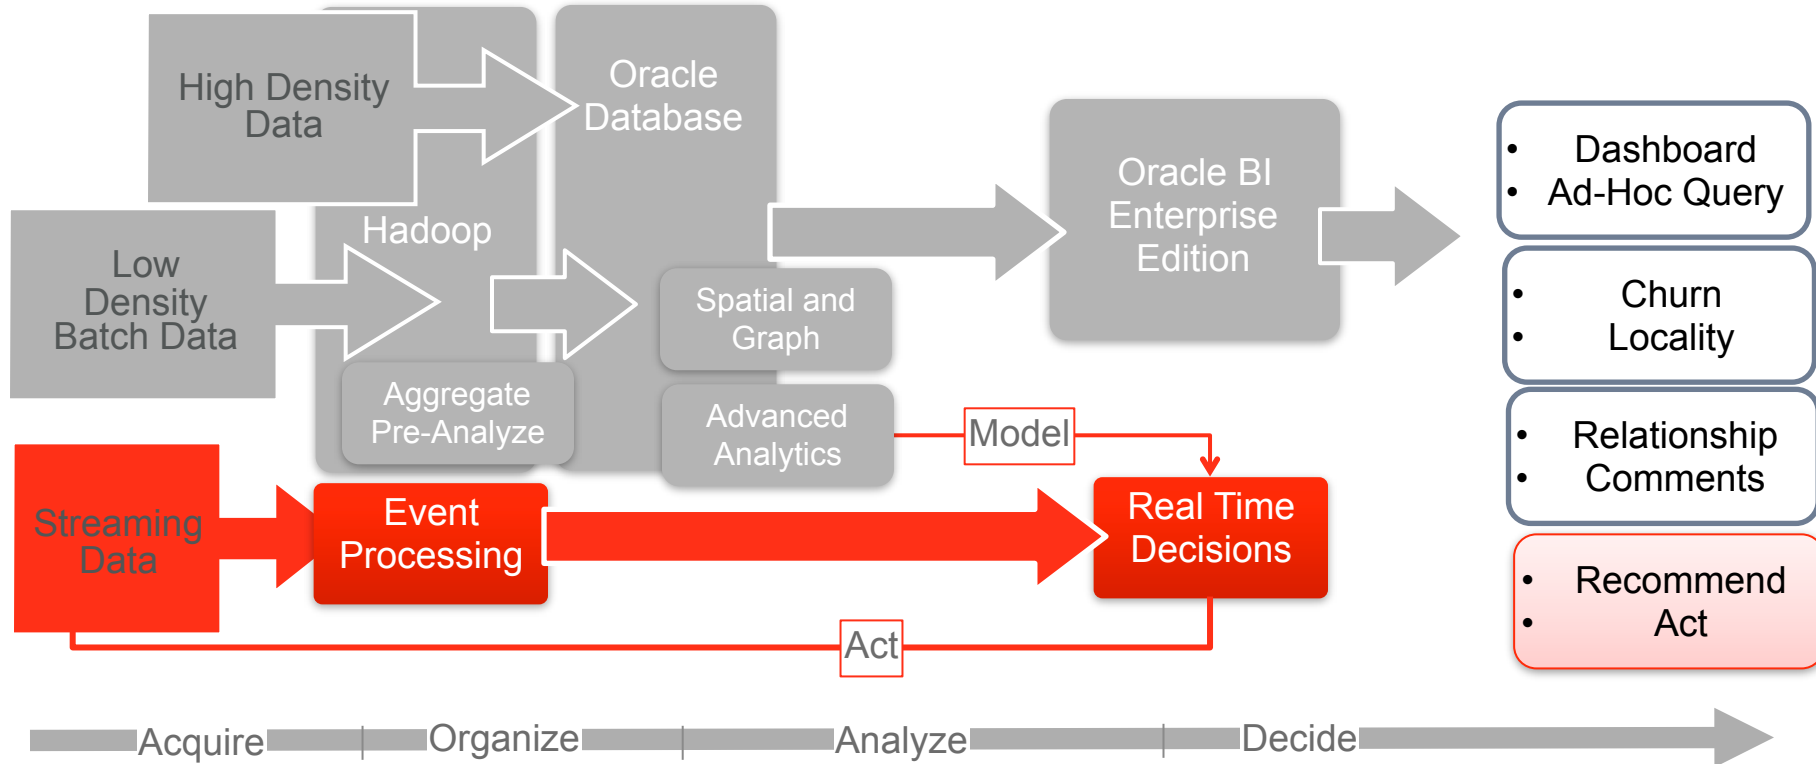 High Density
Data
Oracle
Database
Hadoop
Low
Density
Batch Data
Oracle BI
Enterprise
Edition
• Dashboard
• Ad-Hoc Query
Spatial and
Graph
• Churn
• Locality
Aggregate
Pre-Analyze
Advanced
Analytics
Model
• Relationship
• Comments
Streaming
Data
Event
Processing
Real Time
Decisions
• Recommend
• Act
Act
Acquire
Organize
Analyze
Decide